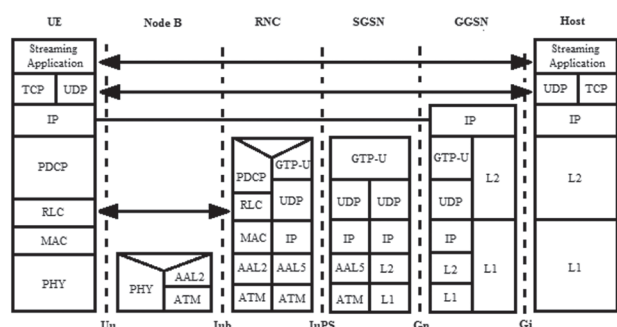 UE Node B RNC SGSN GGSN Host
Streaming
Application
TCP UDP
IP
PDCP
RLC
MAC
PHY
PHY AAL2
ATM
PDCP GTP-U
RLC UDP
MAC IP
AAL2 AAL5
ATM ATM
GTP-U
UDP UDP
IP IP
AAL5 L2
ATM L1
IP
GTP-U L2
UDP
IP L1
L2
L1
Streaming
Application
UDP TCP
IP
L2
L1
Uu Iub IuPS Gn Gi